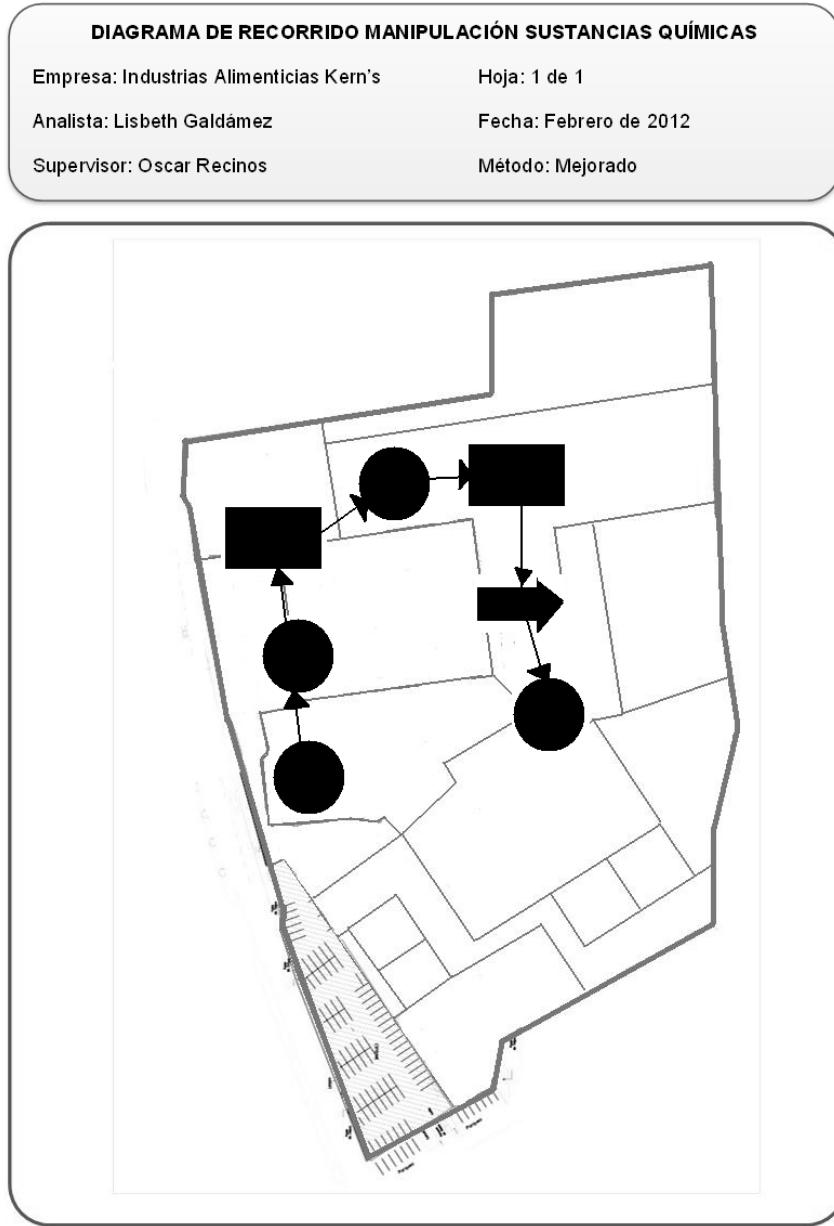 DIAGRAMA DE RECORRIDO MANIPULACIÓN SUSTANCIAS QUÍMICAS
Empresa: Industrias Alimenticias Kern's Hoja: 1 de 1
Analista: Lisbeth Galdámez Fecha: Febrero de 2012
Supervisor: Oscar Recinos Método: Mejorado